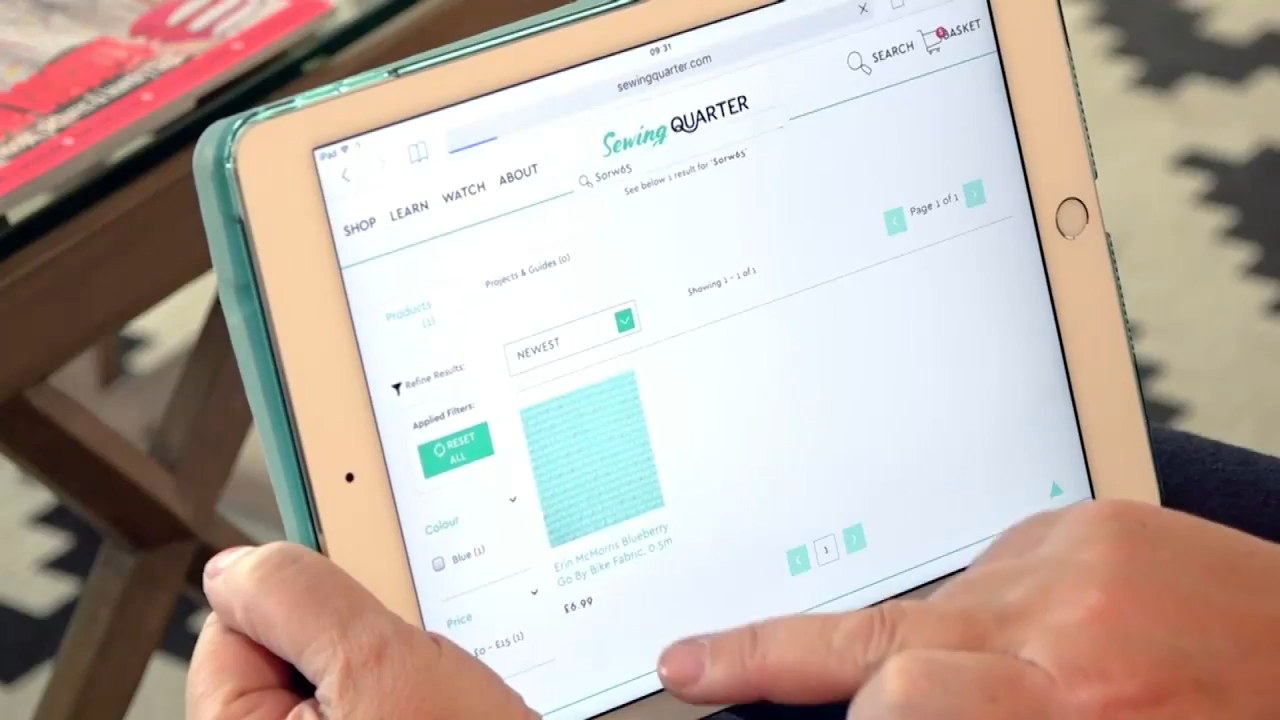 iPad
09:31
sewingquarter.com
SHOP LEARN WATCH ABOUT
Sewing QUARTER
SEARCH
1
BASKET
Sorw65
See below 1 result for 'Sorw65'
Products
(1)
Projects & Guides (0)
Page 1 of 1
NEWEST
Showing 1 - 1 of 1
Refine Results:
Applied Filters:
RESET
ALL
Colour
Blue (1)
Price
£0 - £15 (1)
Erin McMorris Blueberry
Go By Bike Fabric, 0.5m
£6.99
1